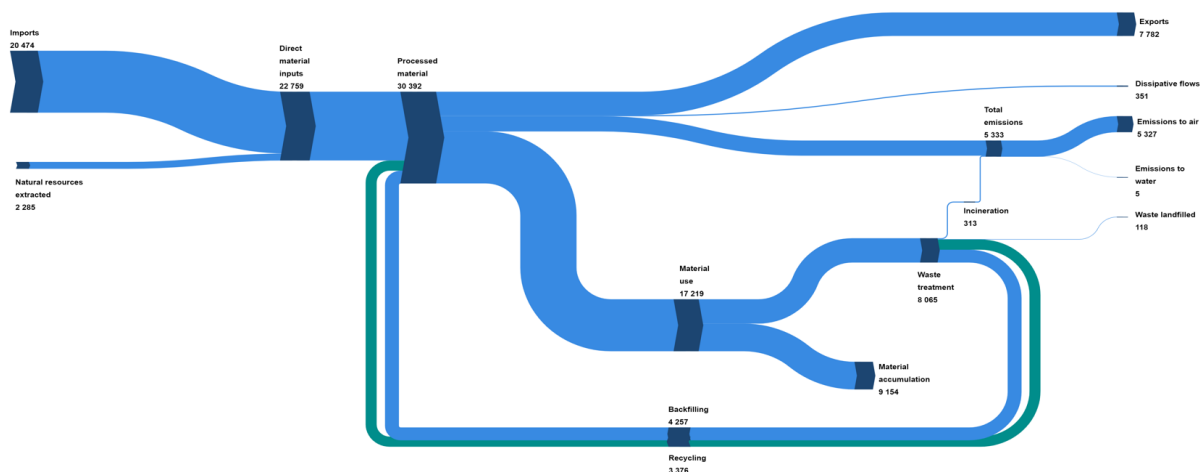 Imports
20 474
Direct
material
inputs
22 759
Processed
material
30 392
Exports
7 782
Dissipative flows
351
Total
emissions
5 333
Emissions to air
5 327
Emissions to
water
5
Natural resources
extracted
2 285
Incineration
313
Waste landfilled
118
Material
use
17 219
Waste
treatment
8 065
Material
accumulation
9 154
Backfilling
4 257
Recycling
3 376